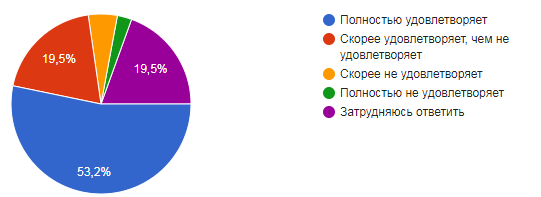 19,5%
19,5%
53,2%
Полностью удовлетворяет
Скорее удовлетворяет, чем не
удовлетворяет
Скорее не удовлетворяет
Полностью не удовлетворяет
Затрудняюсь ответить